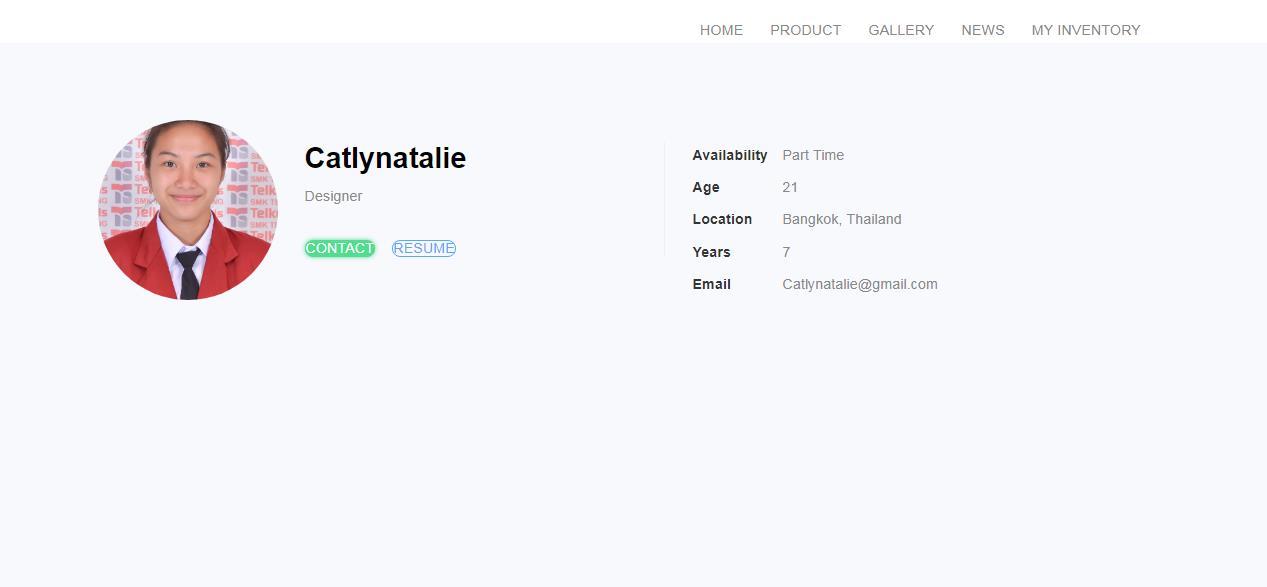 HOME PRODUCT GALLERY NEWS MY INVENTORY
Catlynatalie
Designer
CONTACT RESUME
Availability Part Time
Age 21
Location Bangkok, Thailand
Years 7
Email Catlynatalie@gmail.com